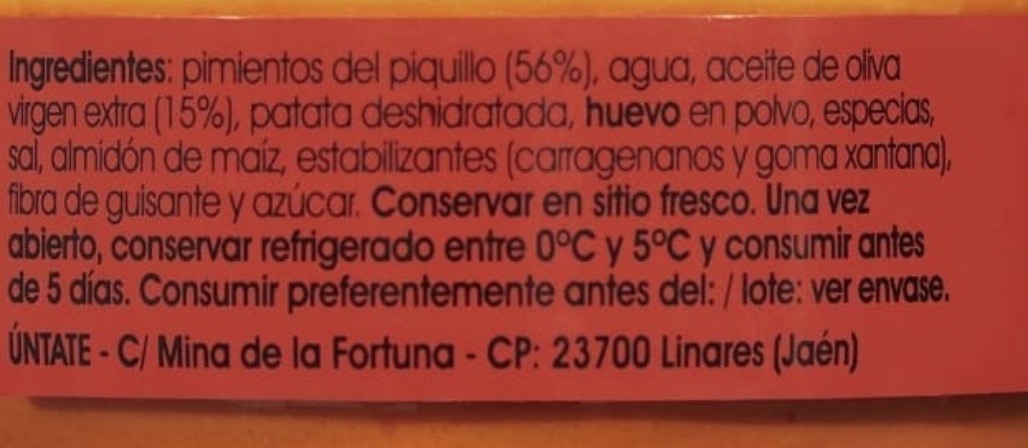 Ingredientes: pimientos del piquillo (56%), agua, aceite de oliva
virgen extra (15%), patata deshidratada, huevo en polvo, especias,
sal, almidón de maíz, estabilizantes (carragenanos y goma xantana),
fibra de guisante y azúcar. Conservar en sitio fresco. Una vez
abierto, conservar refrigerado entre 0°C y 5°C y consumir antes
de 5 días. Consumir preferentemente antes del: / lote: ver envase.
ÚNTATE - C/ Mina de la Fortuna - CP: 23700 Linares (Jaén)